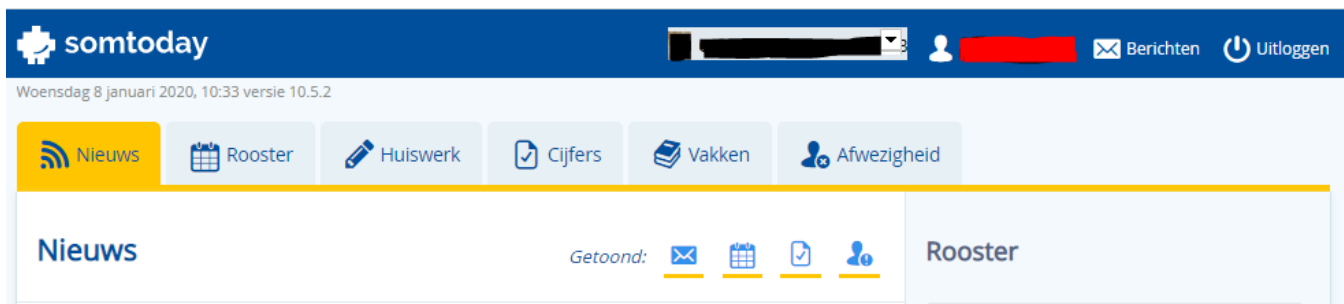 somtoday Berichten Uitloggen
Woensdag 8 januari 2020, 10:33 versie 10.5.2
Nieuws Rooster Huiswerk Cijfers Vakken Afwezigheid
Nieuws Getoond: Rooster